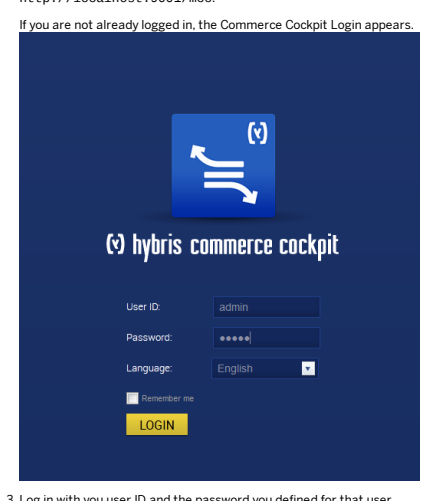 If you are not already logged in, the Commerce Cockpit Login appears.
(y)
(y) hybris commerce cockpit
User ID: admin
Password: •••••
Language: English
Remember me
LOGIN
3. Log in with you user ID and the password you defined for that user